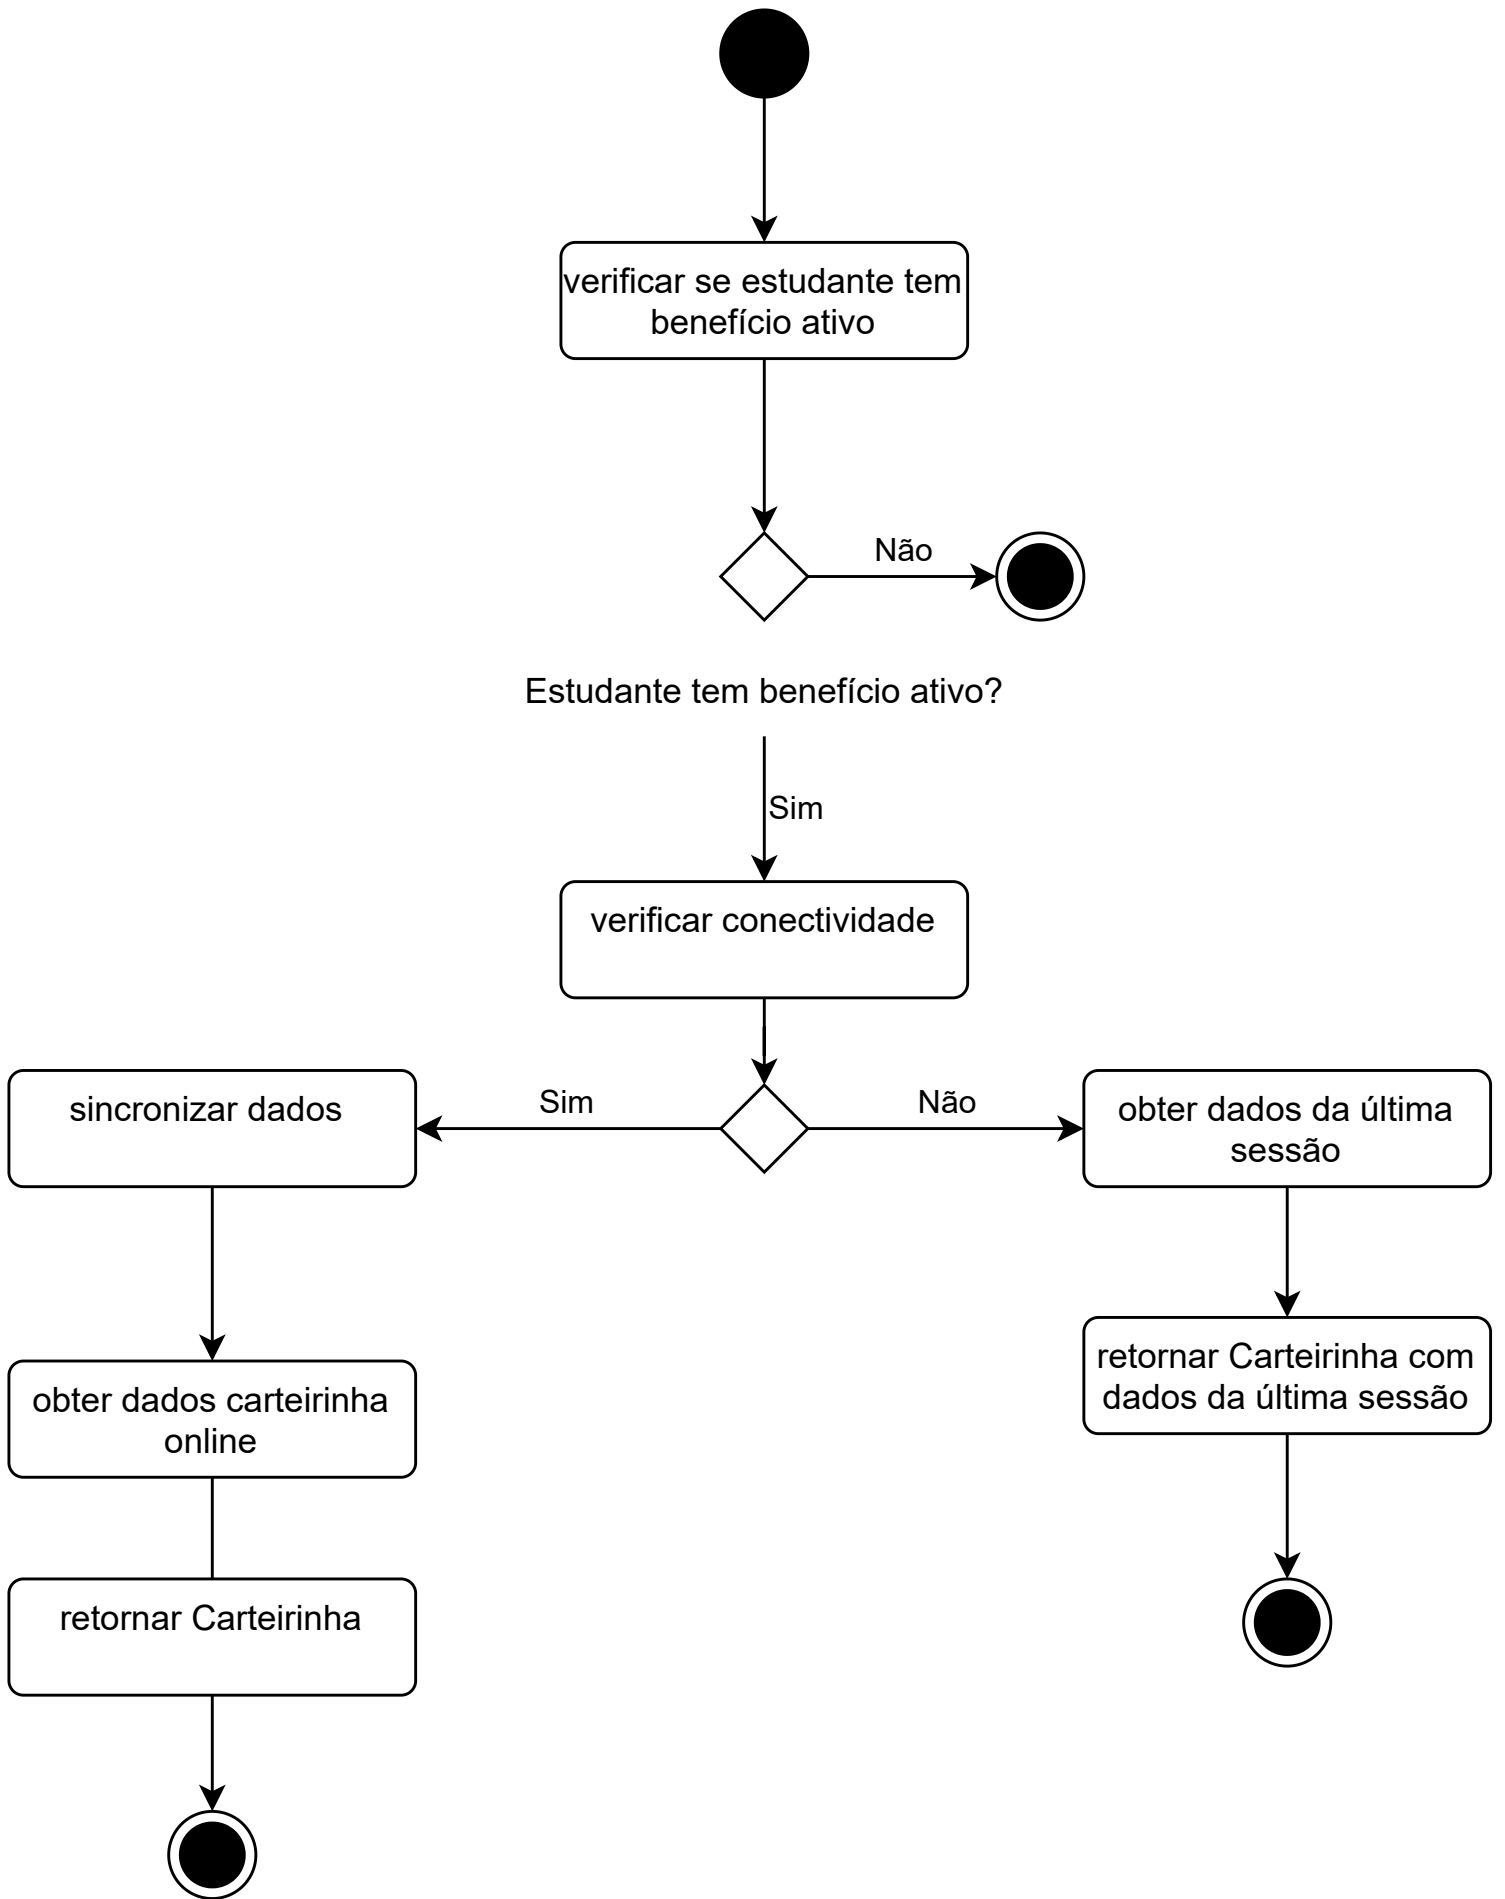 verificar se estudante tem
benefício ativo
Não
Estudante tem benefício ativo?
Sim
verificar conectividade
sincronizar dados
Sim
Não
obter dados da última
sessão
retornar Carteirinha com
dados da última sessão
obter dados carteirinha
online
retornar Carteirinha